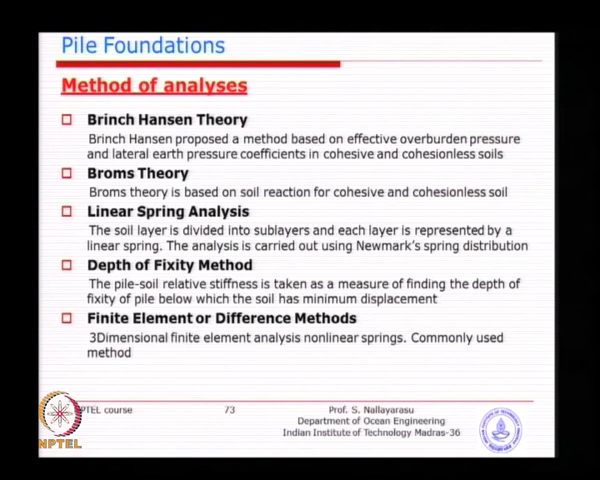 Pile Foundations
Method of analyses
Brinch Hansen Theory
Brinch Hansen proposed a method based on effective overburden pressure
and lateral earth pressure coefficients in cohesive and cohesionless soils
Broms Theory
Broms theory is based on soil reaction for cohesive and cohesionless soil
Linear Spring Analysis
The soil layer is divided into sublayers and each layer is represented by a
linear spring. The analysis is carried out using Newmark's spring distribution
Depth of Fixity Method
The pile-soil relative stiffness is taken as a measure of finding the depth of
fixity of pile below which the soil has minimum displacement
Finite Element or Difference Methods
3Dimensional finite element analysis nonlinear springs. Commonly used
method
NPTEL course 73 Prof. S. Nallayarasu
Department of Ocean Engineering
Indian Institute of Technology Madras-36
NPTEL